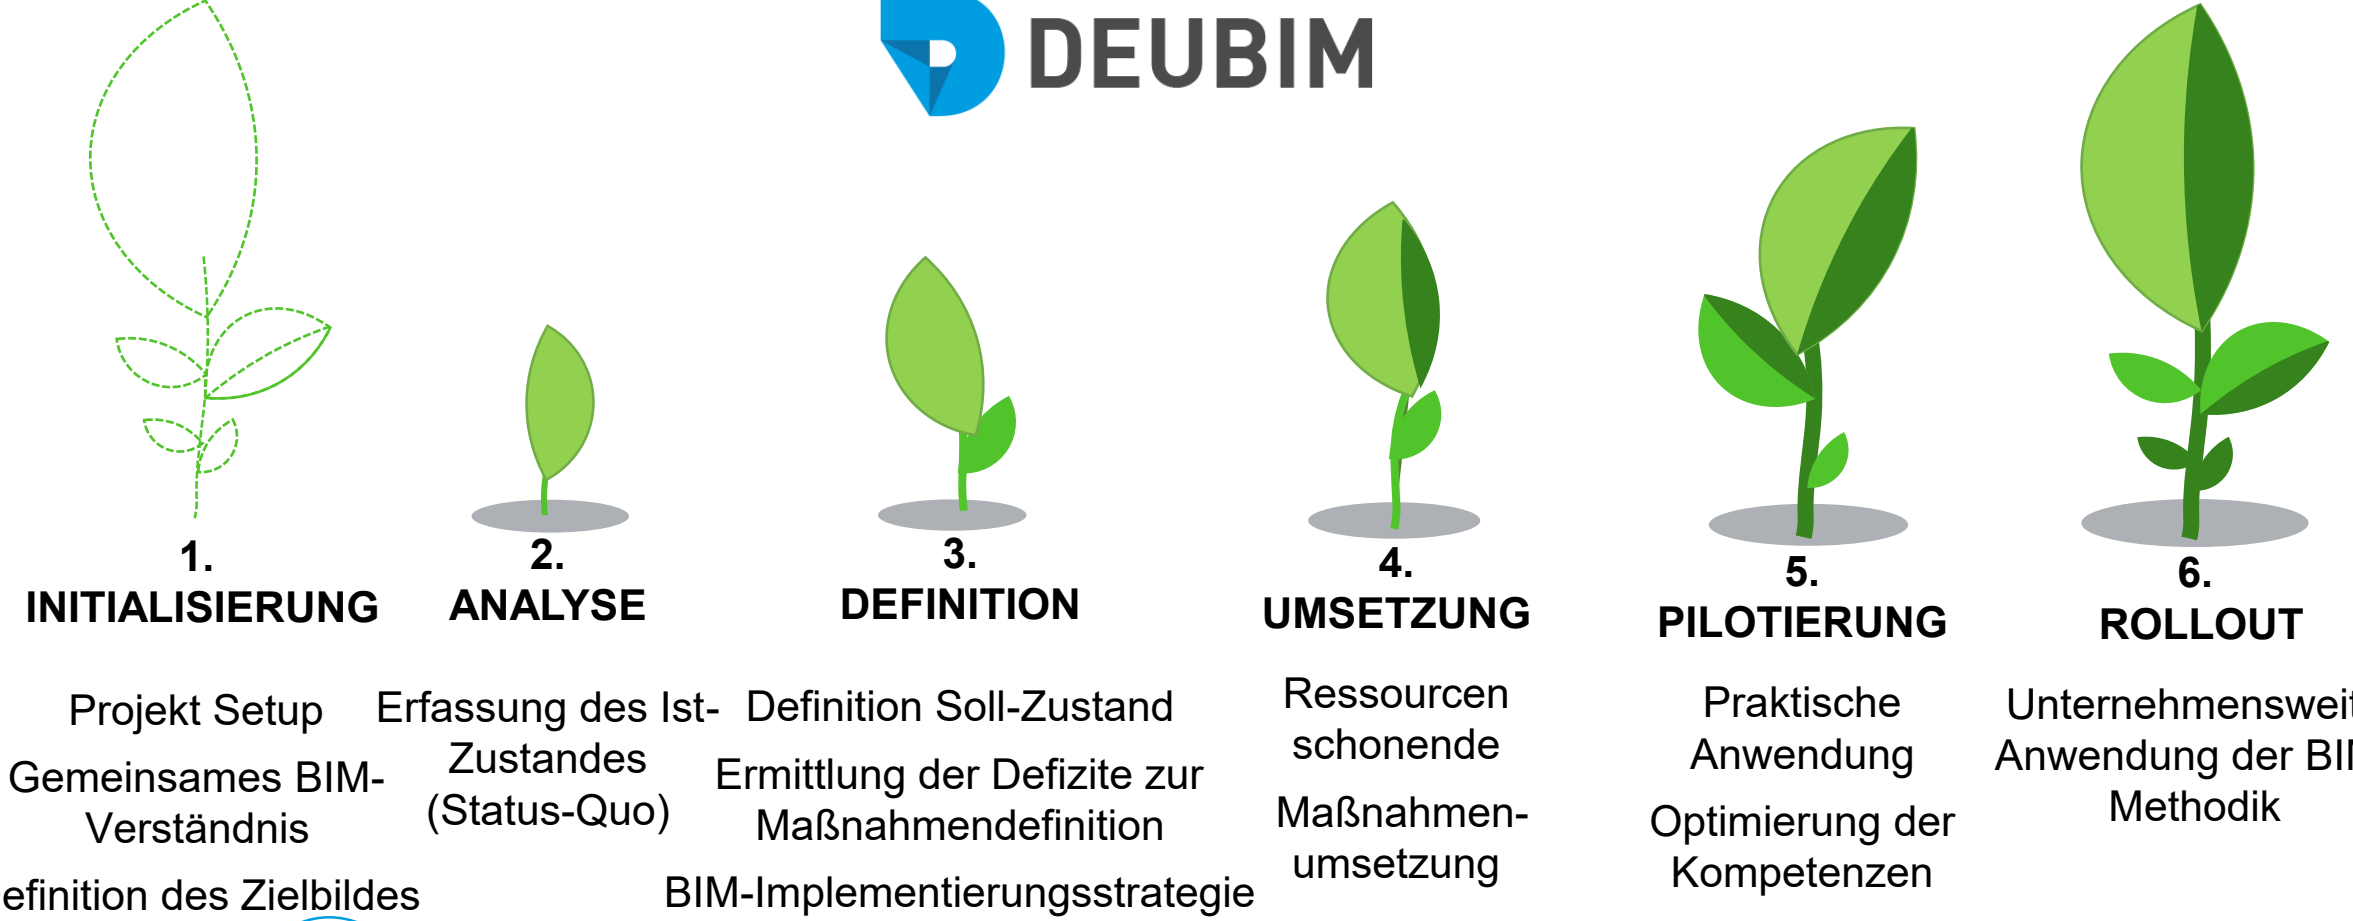 DEUBIM
1.
INITIALISIERUNG
Projekt Setup
Gemeinsames BIM-
Verständnis
efinition des Zielbildes
2.
ANALYSE
Erfassung des Ist-
Zustandes
(Status-Quo)
3.
DEFINITION
Definition Soll-Zustand
Ermittlung der Defizite zur
Maßnahmendefinition
BIM-Implementierungsstrategie
4.
UMSETZUNG
Ressourcen
schonende
Maßnahmen-
umsetzung
5.
PILOTIERUNG
Praktische
Anwendung
Optimierung der
Kompetenzen
6.
ROLLOUT
Unternehmensweit
Anwendung der BI
Methodik